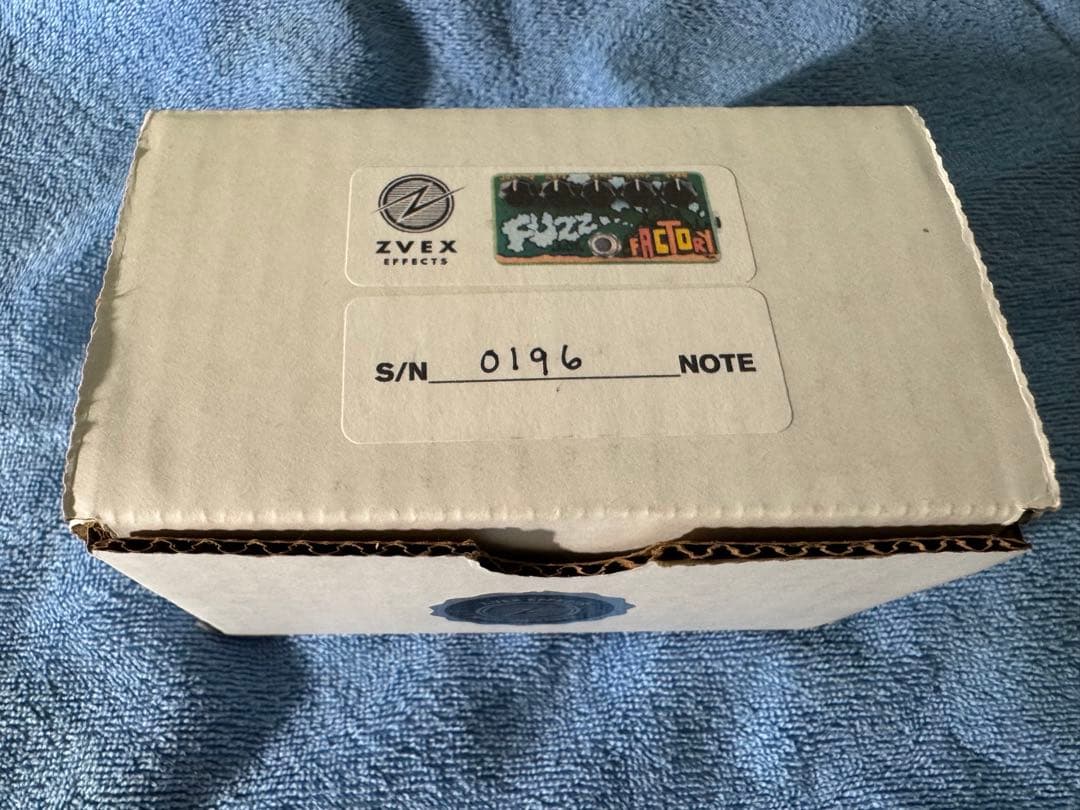 ZVEX
EFFECTS
FUZZ
FACTORY
S/N 0196 NOTE